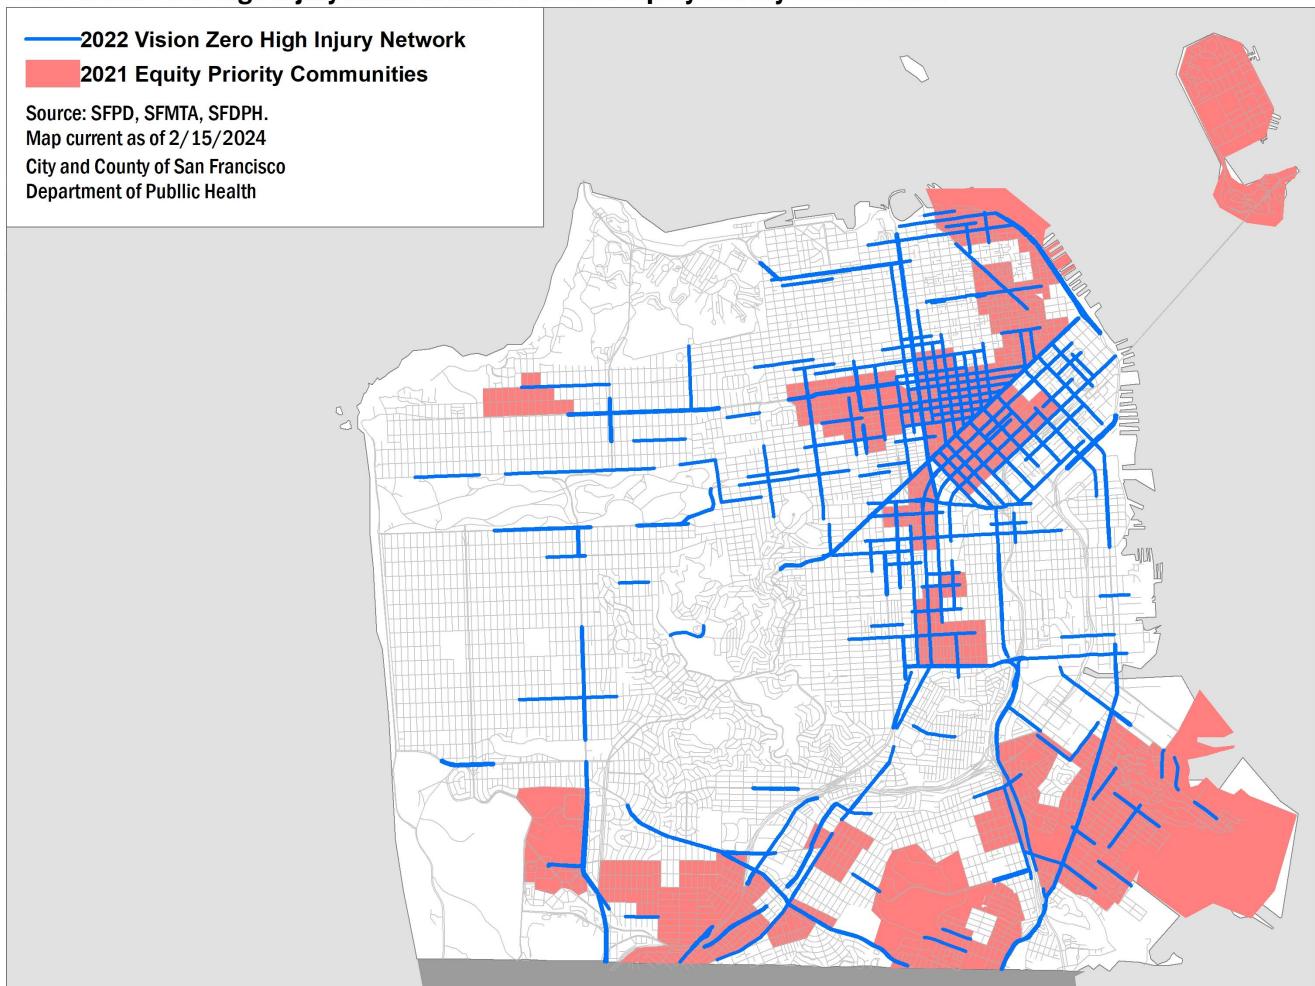 2022 Vision Zero High Injury Network
2021 Equity Priority Communities
Source: SFPD, SFMTA, SFDPH.
Map current as of 2/15/2024
City and County of San Francisco
Department of Publlic Health